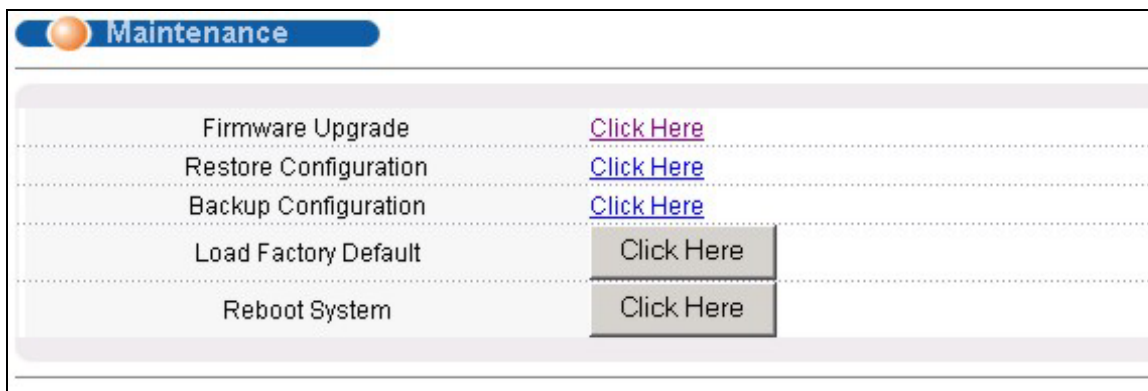 Maintenance
Firmware Upgrade Click Here
Restore Configuration Click Here
Backup Configuration Click Here
Load Factory Default Click Here
Reboot System Click Here